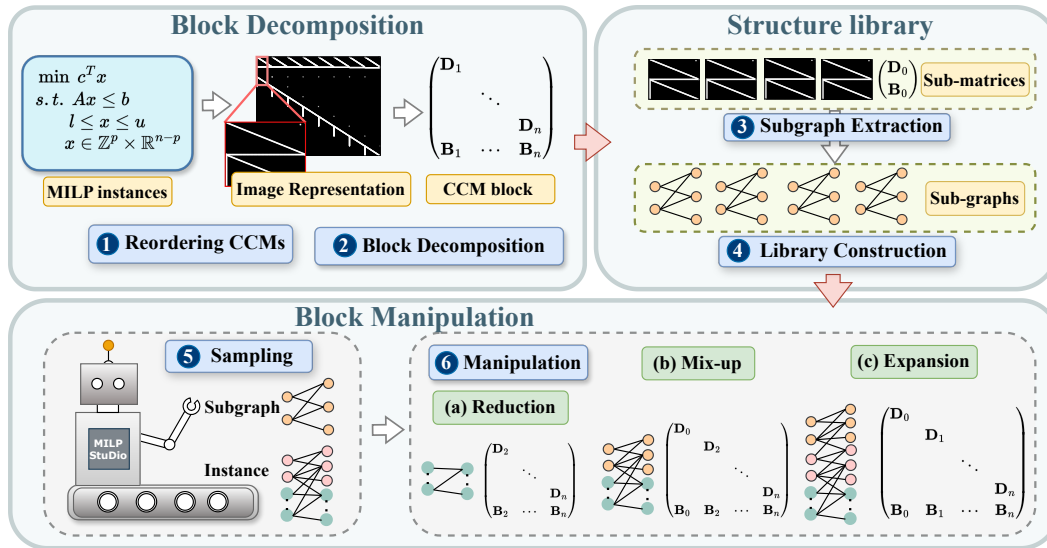 Block Decomposition
min c^T x
s.t. Ax ≤ b
l ≤ x ≤ u
x ∈ ℤ^p × ℝ^{n−p}
MILP instances
Image Representation
D_1
⋱
D_n
B_1 ⋯ B_n
CCM block
1 Reordering CCMs
2 Block Decomposition
Structure library
D_0
B_0
Sub-matrices
3 Subgraph Extraction
Sub-graphs
4 Library Construction
Block Manipulation
5 Sampling
Subgraph
MILP
StuDio
Instance
6 Manipulation
(a) Reduction
D_2
⋱
D_n
B_2 ⋯ B_n
(b) Mix-up
D_0
D_2
⋱
D_n
B_0 B_2 ⋯ B_n
(c) Expansion
D_0
D_1
⋱
D_n
B_0 B_1 ⋯ B_n